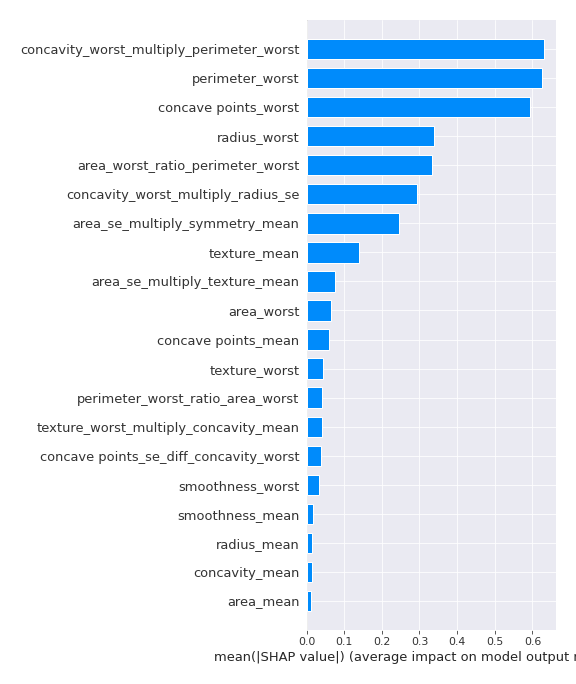 concavity_worst_multiply_perimeter_worst
perimeter_worst
concave points_worst
radius_worst
area_worst_ratio_perimeter_worst
concavity_worst_multiply_radius_se
area_se_multiply_symmetry_mean
texture_mean
area_se_multiply_texture_mean
area_worst
concave points_mean
texture_worst
perimeter_worst_ratio_area_worst
texture_worst_multiply_concavity_mean
concave points_se_diff_concavity_worst
smoothness_worst
smoothness_mean
radius_mean
concavity_mean
area_mean
0.0 0.1 0.2 0.3 0.4 0.5 0.6
mean(|SHAP value|) (average impact on model output